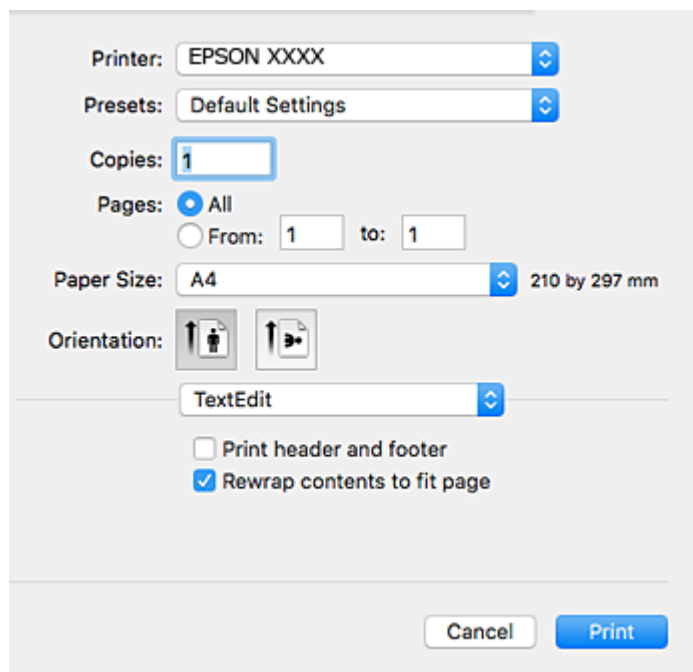 Printer: EPSON XXXX
Presets: Default Settings
Copies: 1
Pages: All
From: 1 to: 1
Paper Size: A4 210 by 297 mm
Orientation:
TextEdit
Print header and footer
Rewrap contents to fit page
Cancel Print